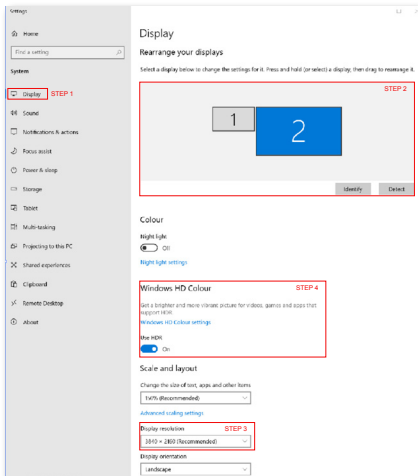 Settings
Home
Find a setting
System
Display STEP 1
Sound
Notifications & actions
Focus assist
Power & sleep
Storage
Tablet
Multi-tasking
Projecting to this PC
Shared experiences
Clipboard
Remote Desktop
About
Display
Rearrange your displays
Select a display below to change the settings for it. Press and hold (or select) a display, then drag to rearrange it.
STEP 2
1
2
Identify Detect
Colour
Night light
Off
Night light settings
Windows HD Colour STEP 4
Get a brighter and more vibrant picture for videos, games and apps that
support HDR.
Windows HD Colour settings
Use HDR
On
Scale and layout
Change the size of text, apps and other items
150% (Recommended)
Advanced scaling settings
Display resolution STEP 3
3840 × 2160 (Recommended)
Display orientation
Landscape